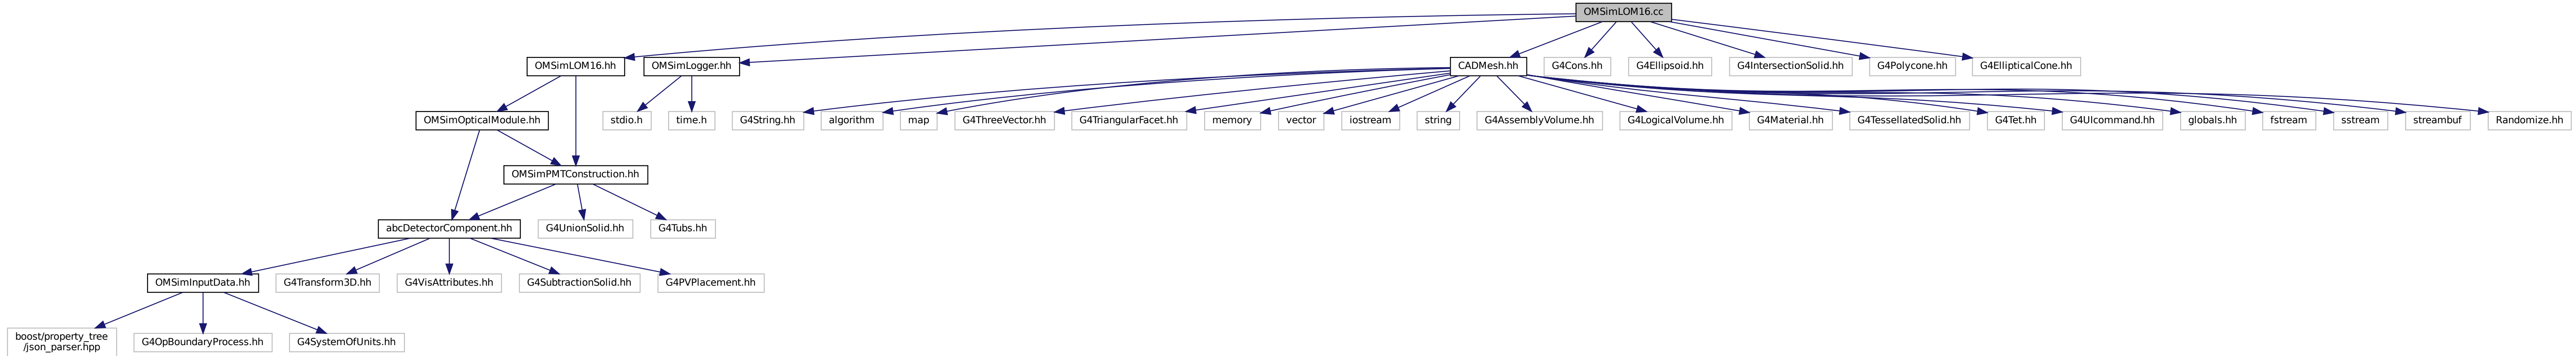 OMSimLOM16.cc
OMSimLOM16.hh
OMSimLogger.hh
CADMesh.hh
G4Cons.hh
G4Ellipsoid.hh
G4IntersectionSolid.hh
G4Polycone.hh
G4EllipticalCone.hh
OMSimOpticalModule.hh
stdio.h
time.h
G4String.hh
algorithm
map
G4ThreeVector.hh
G4TriangularFacet.hh
memory
vector
iostream
string
G4AssemblyVolume.hh
G4LogicalVolume.hh
G4Material.hh
G4TessellatedSolid.hh
G4Tet.hh
G4UIcommand.hh
globals.hh
fstream
sstream
streambuf
Randomize.hh
OMSimPMTConstruction.hh
abcDetectorComponent.hh
G4UnionSolid.hh
G4Tubs.hh
OMSimInputData.hh
G4Transform3D.hh
G4VisAttributes.hh
G4SubtractionSolid.hh
G4PVPlacement.hh
boost/property_tree
/json_parser.hpp
G4OpBoundaryProcess.hh
G4SystemOfUnits.hh